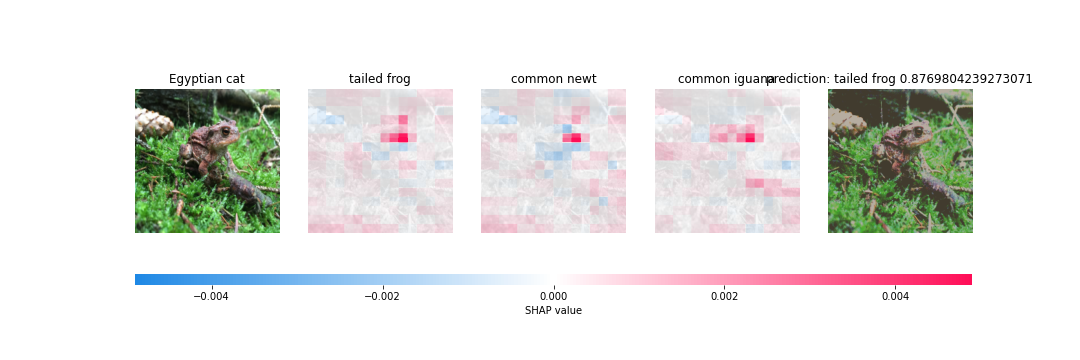 Egyptian cat
tailed frog
common newt
common iguana
prediction: tailed frog 0.8769804239273071
−0.004
−0.002
0.000
0.002
0.004
SHAP value